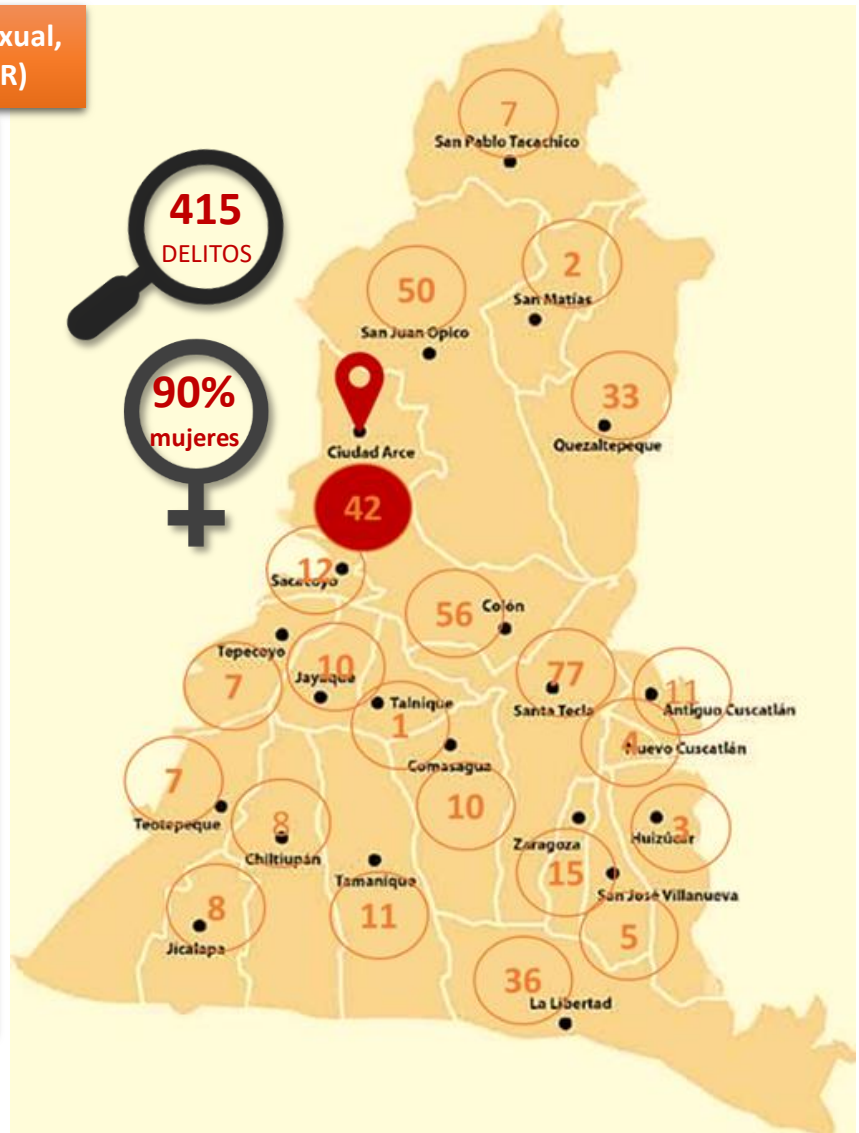 xual,
R)
7
San Pablo Tacachico
415
DELITOS
2
San Matías
50
San Juan Opico
90%
mujeres
33
Quezaltepeque
Ciudad Arce
42
12
Sacacoyo
56
Colón
Tepecoyo
7
10
Jayaque
Talnique
1
77
Santa Tecla
11
Antiguo Cuscatlán
4
Nuevo Cuscatlán
Comasagua
10
7
Teotepeque
8
Chiltiupán
Zaragoza
15
3
Huizúcar
Tamanique
11
San José Villanueva
5
8
Jicalapa
36
La Libertad